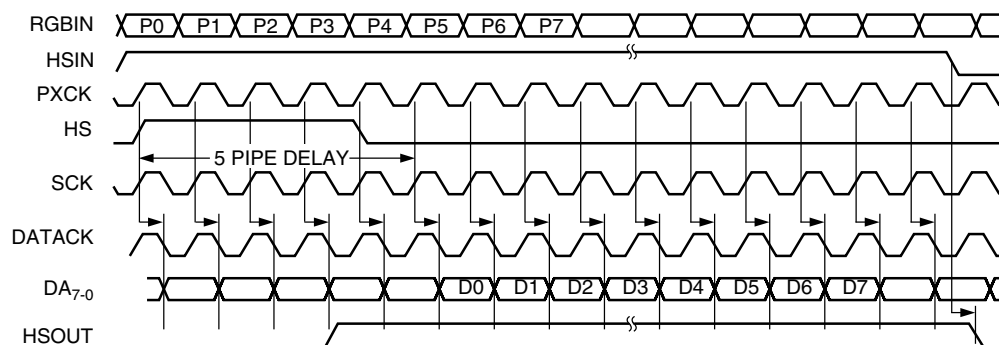 RGBIN P0 P1 P2 P3 P4 P5 P6 P7
HSIN
PXCK
HS
5 PIPE DELAY
SCK
DATACK
DA7-0 D0 D1 D2 D3 D4 D5 D6 D7
HSOUT